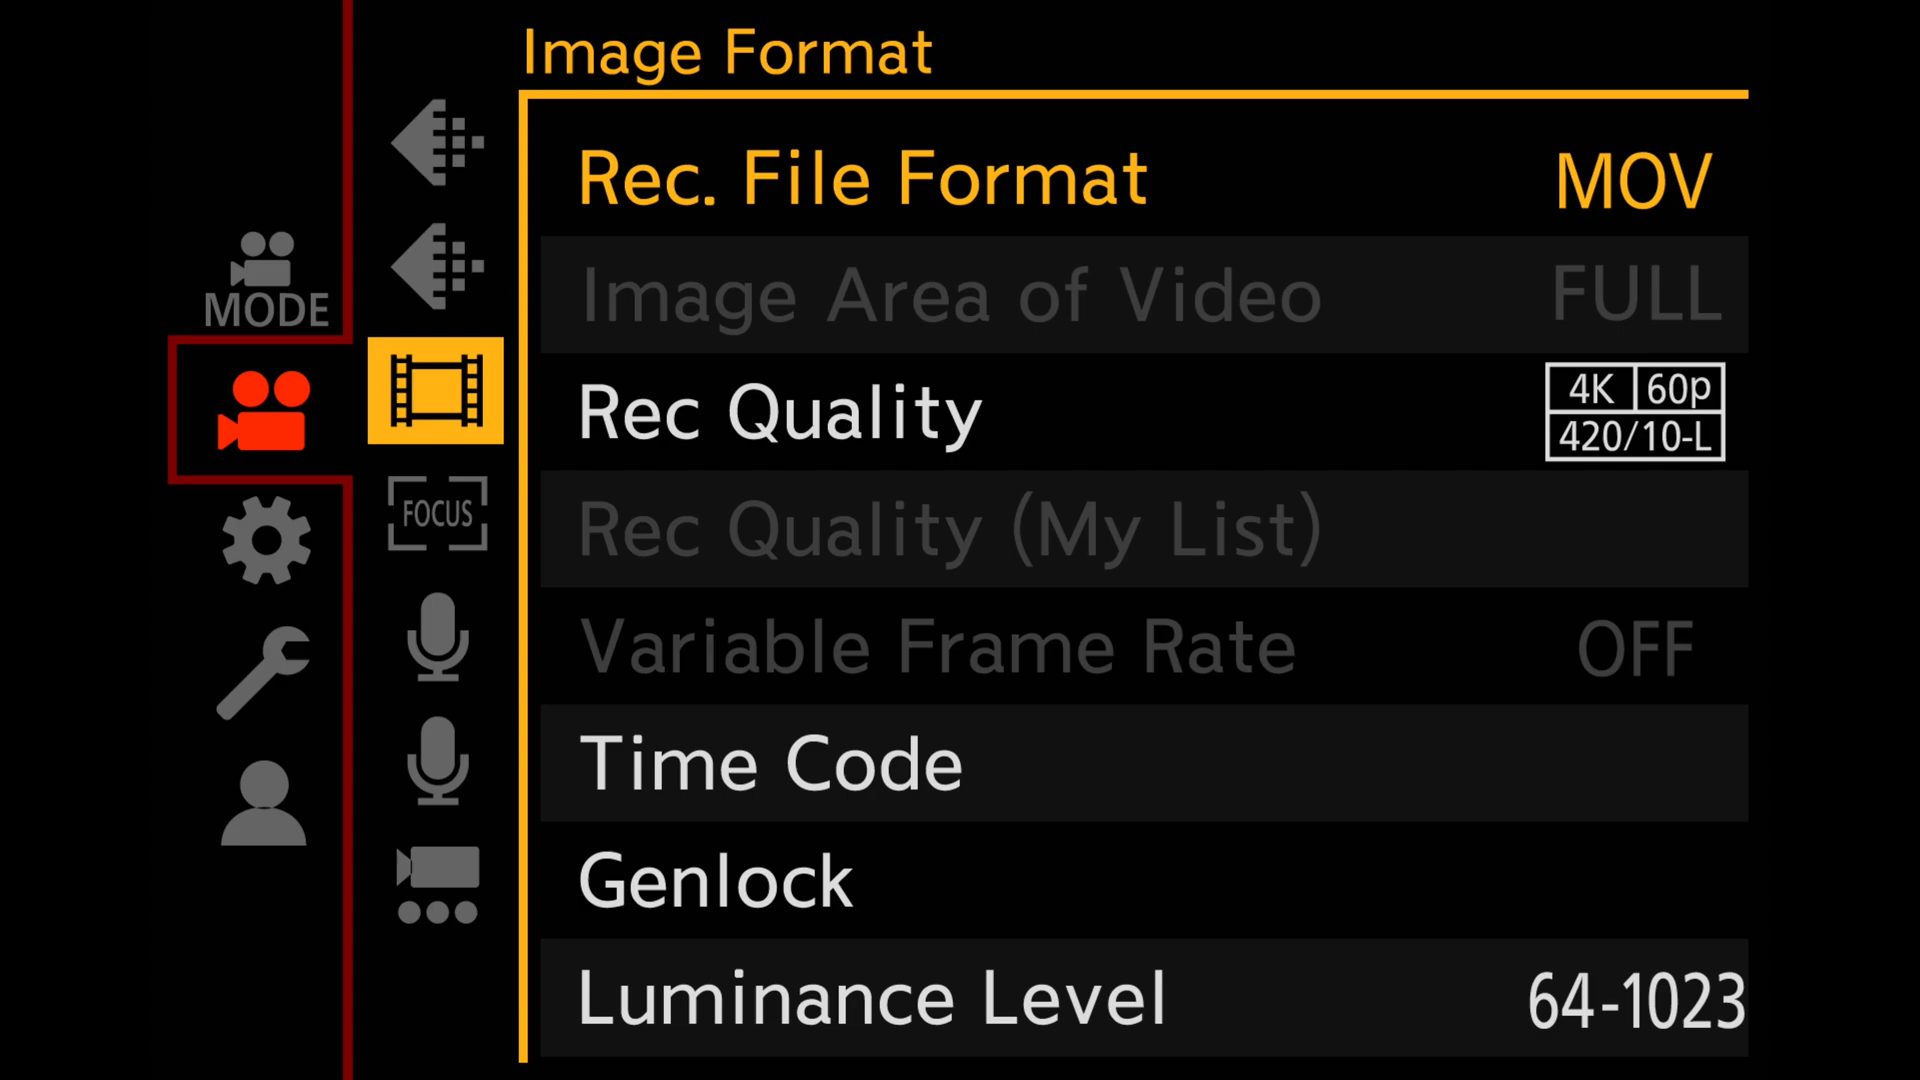 Image Format
Rec. File Format MOV
Image Area of Video FULL
Rec Quality 4K 60p
420/10-L
Rec Quality (My List)
Variable Frame Rate OFF
Time Code
Genlock
Luminance Level 64-1023
MODE
FOCUS